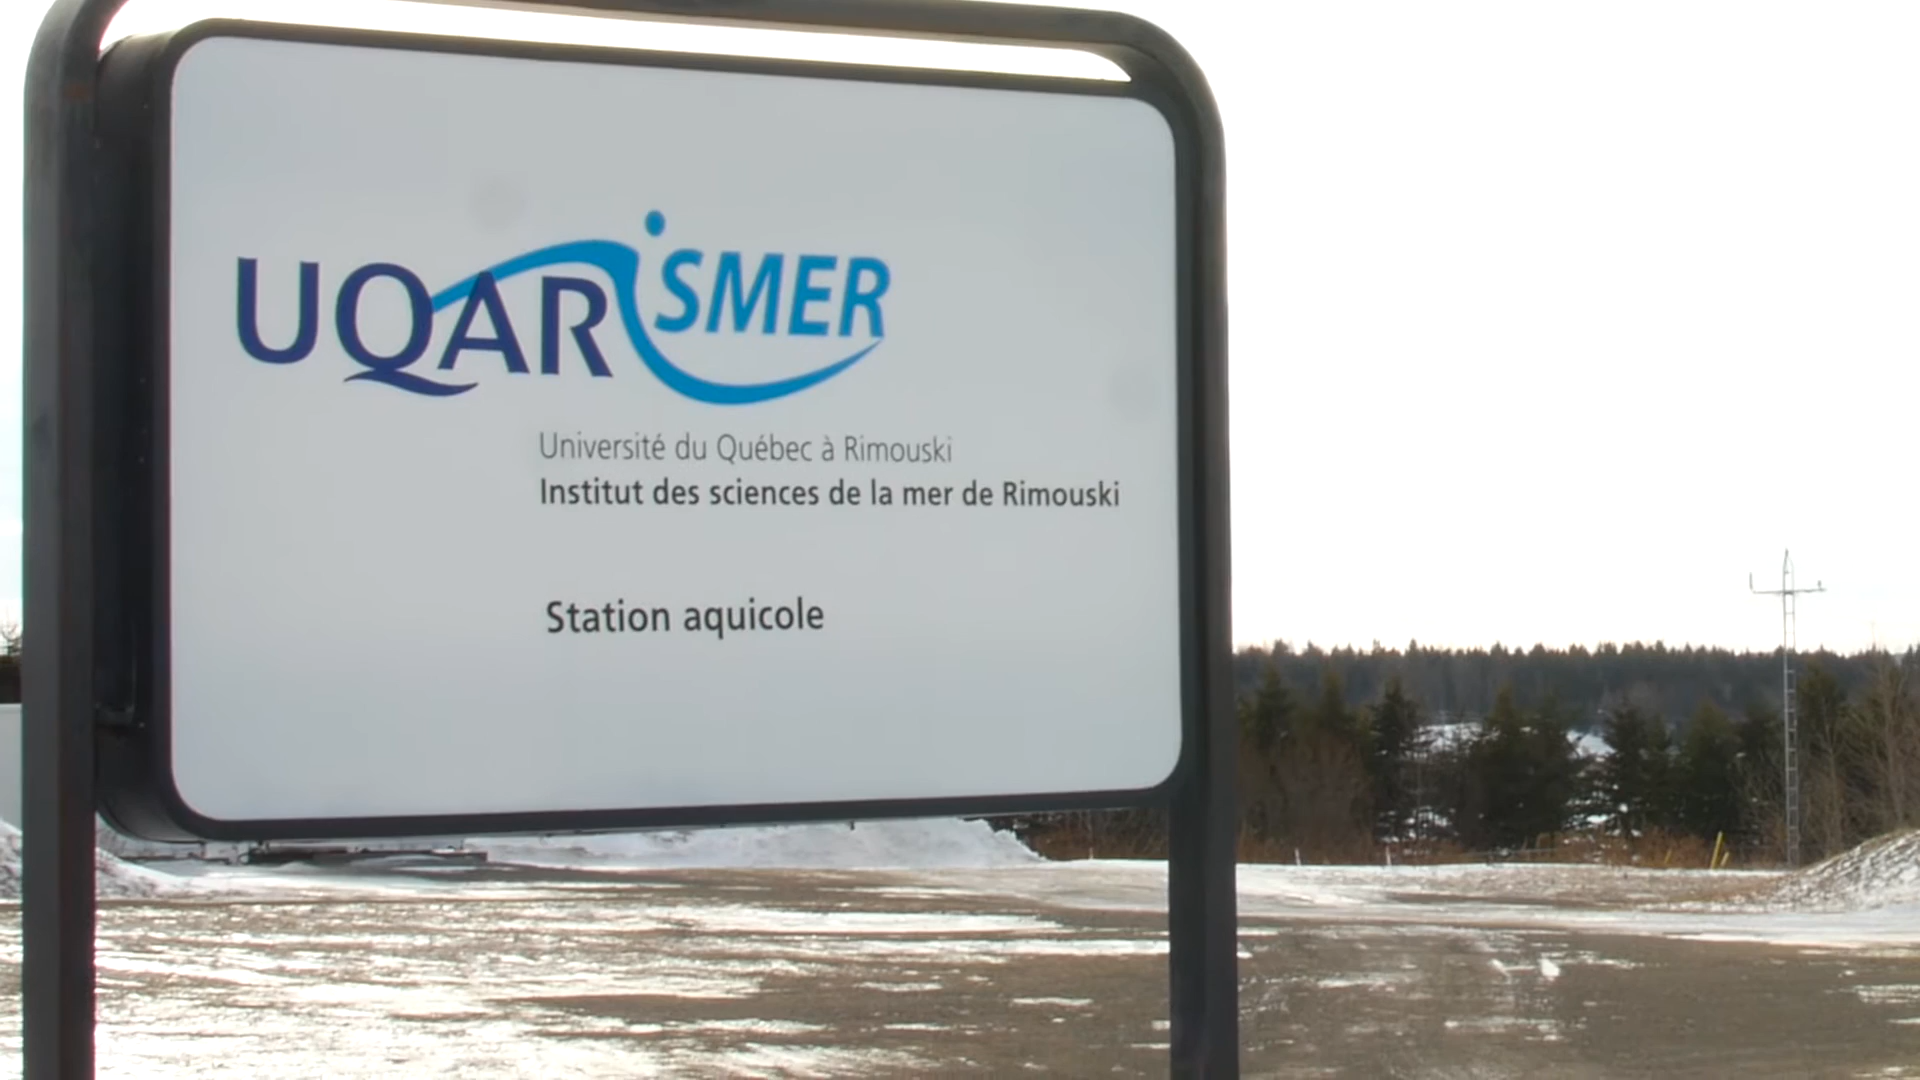 UQAR iSMER
Université du Québec à Rimouski
Institut des sciences de la mer de Rimouski
Station aquicole